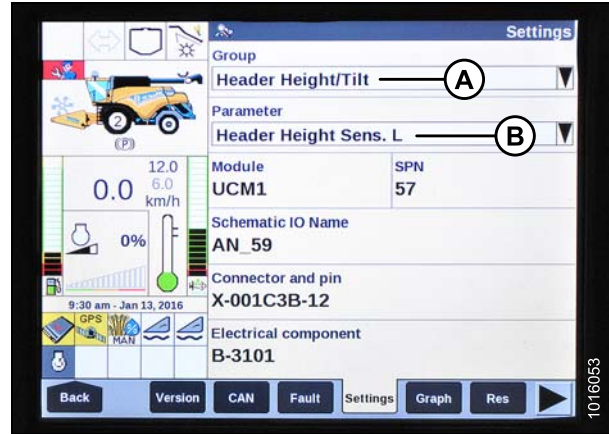 Settings
Group
Header Height/Tilt
A
Parameter
Header Height Sens. L
B
2
(P)
Module
SPN
UCM1
57
12.0
0.0
6.0
km/h
Schematic IO Name
AN_59
0%
Connector and pin
X-001C3B-12
9:30 am - Jan 13, 2016
GPS
MAN
Electrical component
B-3101
Back
Version
CAN
Fault
Settings
Graph
Res
1016053